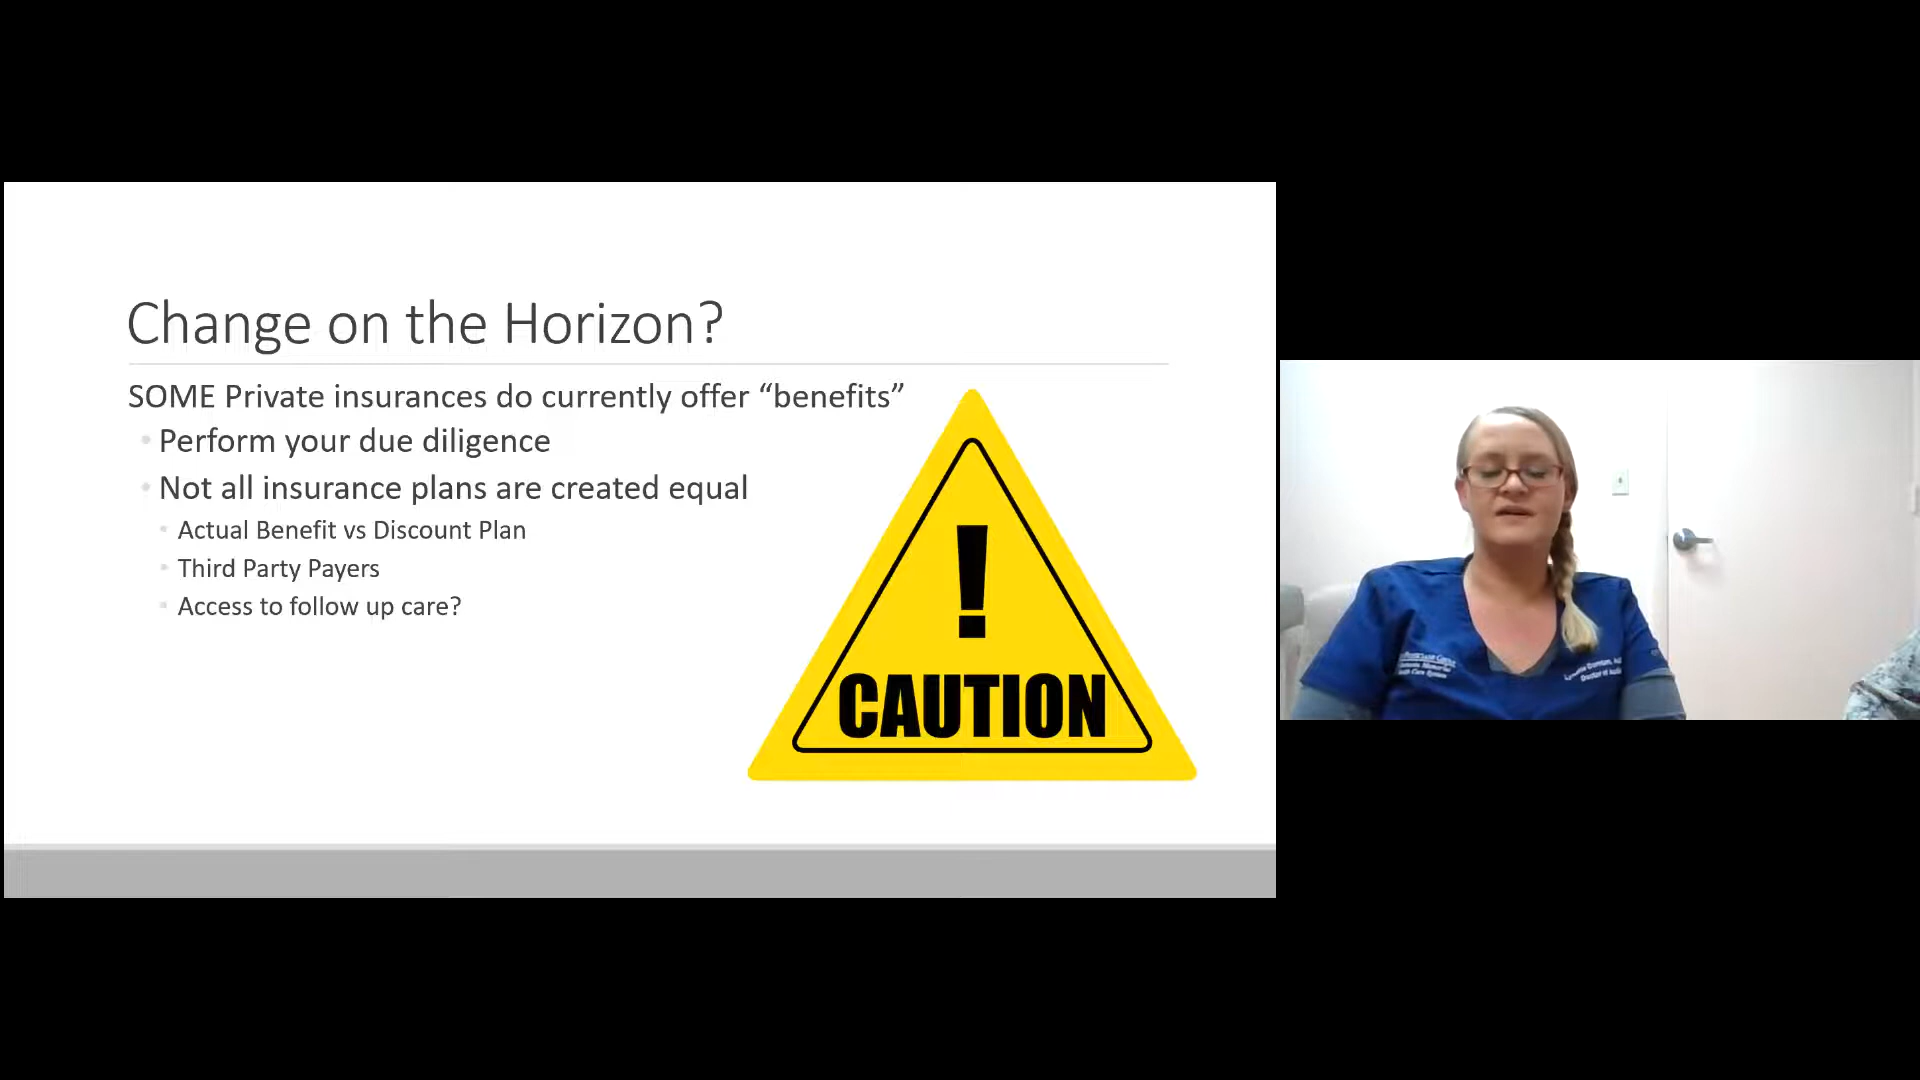 Change on the Horizon?
SOME Private insurances do currently offer “benefits”
Perform your due diligence
Not all insurance plans are created equal
Actual Benefit vs Discount Plan
Third Party Payers
Access to follow up care?
!
CAUTION